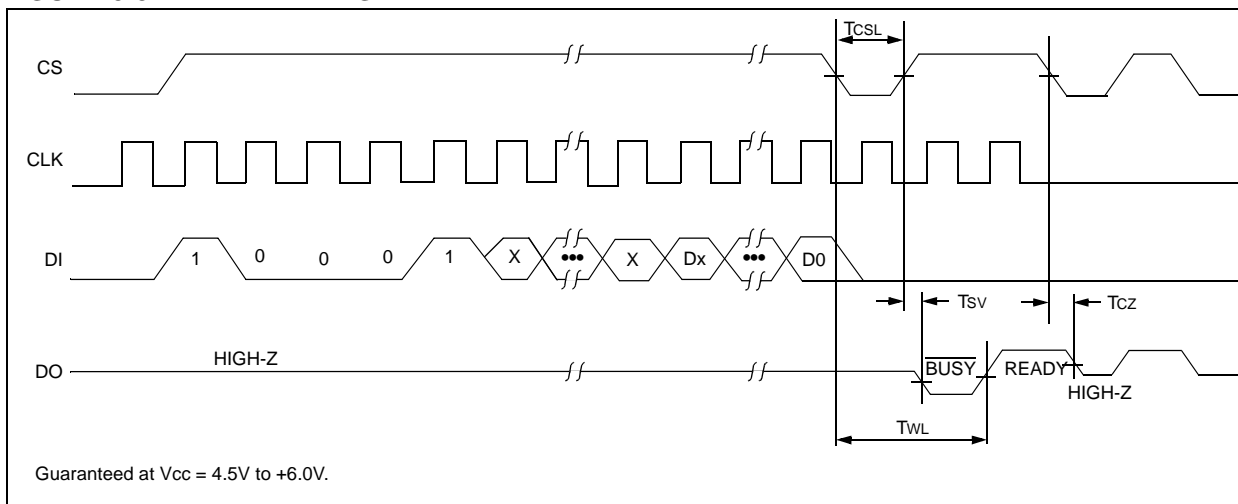 TCSL
CS
CLK
DI
1 0 0 0 1 X ••• X Dx ••• D0
TSV
TCZ
DO
HIGH-Z
BUSY
READY
HIGH-Z
TWL
Guaranteed at Vcc = 4.5V to +6.0V.